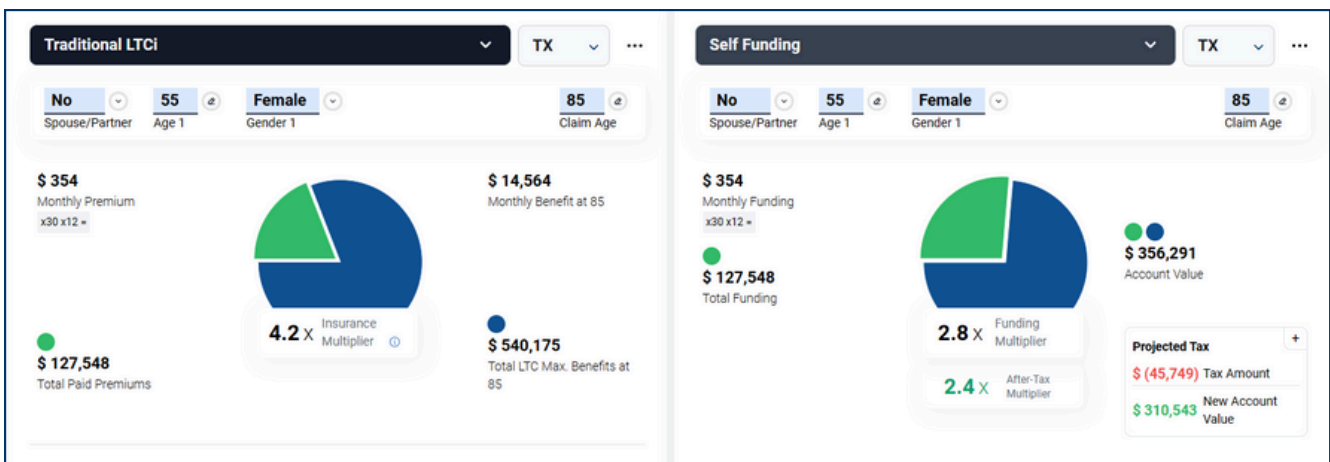 Traditional LTCi
TX
No
55
Female
85
Spouse/Partner
Age 1
Gender 1
Claim Age
$ 354
Monthly Premium
x30 x12 =
$ 14,564
Monthly Benefit at 85
4.2 X
Insurance
Multiplier
$ 127,548
Total Paid Premiums
$ 540,175
Total LTC Max. Benefits at
85
Self Funding
TX
No
55
Female
85
Spouse/Partner
Age 1
Gender 1
Claim Age
$ 354
Monthly Funding
x30 x12 =
$ 127,548
Total Funding
$ 356,291
Account Value
2.8 X
Funding
Multiplier
2.4 X
After-Tax
Multiplier
Projected Tax
+
$ (45,749) Tax Amount
$ 310,543 New Account
Value